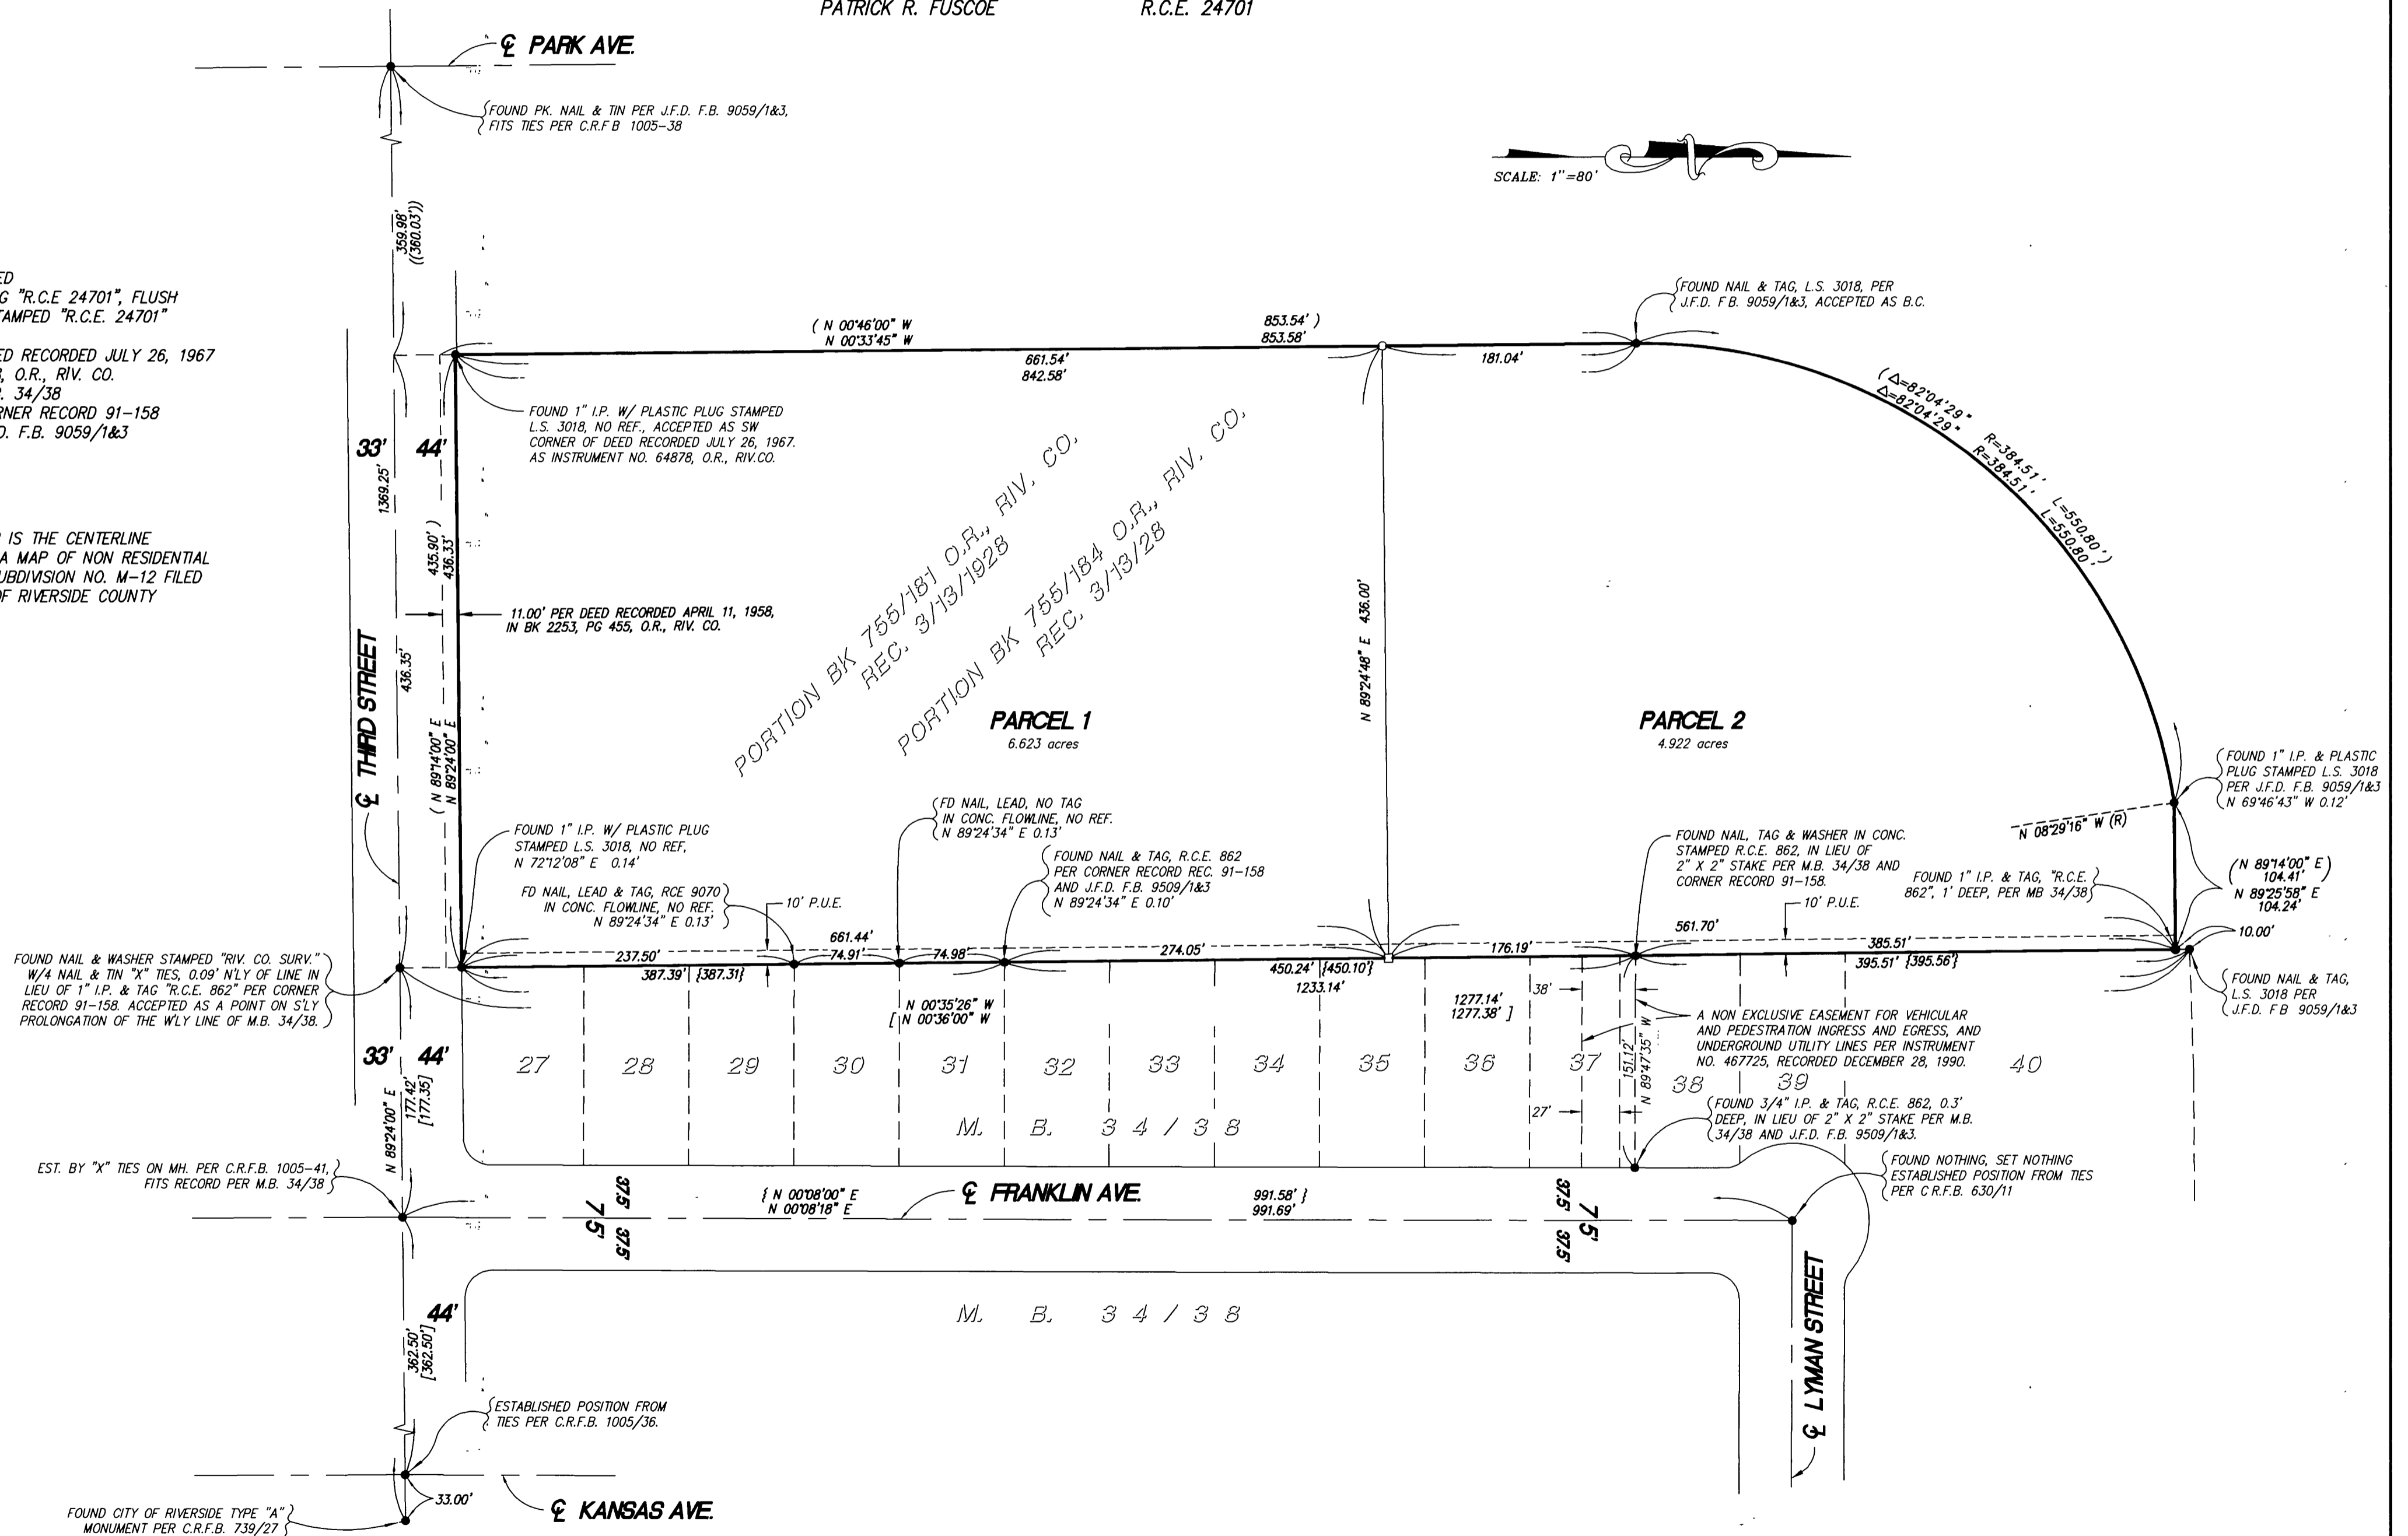 PATRICK R. FUSCOE R.C.E. 24701
℄ PARK AVE.
FOUND PK. NAIL & TIN PER J.F.D. F.B. 9059/1&3,
FITS TIES PER C.R.F B 1005-38
SCALE: 1"=80'
359.98'
((360.03'))
ED
G "R.C.E 24701", FLUSH
TAMPED "R.C.E. 24701"
ED RECORDED JULY 26, 1967
, O.R., RIV. CO.
. 34/38
RNER RECORD 91-158
D. F.B. 9059/1&3
IS THE CENTERLINE
A MAP OF NON RESIDENTIAL
UBDIVISION NO. M-12 FILED
OF RIVERSIDE COUNTY
FOUND NAIL & TAG, L.S. 3018, PER
J.F.D. F B. 9059/1&3, ACCEPTED AS B.C.
( N 00°46'00" W 853.54' )
N 00°33'45" W 853.58'
661.54' 181.04'
842.58'
FOUND 1" I.P. W/ PLASTIC PLUG STAMPED
L.S. 3018, NO REF., ACCEPTED AS SW
CORNER OF DEED RECORDED JULY 26, 1967.
AS INSTRUMENT NO. 64878, O.R., RIV.CO.
( Δ=82°04'29" R=384.51' L=550.80' )
Δ=82°04'29" R=384.51' L=550.80'
33' 44'
1369.25'
435.90' )
436.33'
11.00' PER DEED RECORDED APRIL 11, 1958,
IN BK 2253, PG 455, O.R., RIV. CO.
PORTION BK 755/181 O.R., RIV. CO.
REC. 3/13/1928
PORTION BK 755/184 O.R., RIV. CO.
REC. 3/13/28
N 89°24'48" E 436.00'
℄ THIRD STREET
436.35'
( N 89°14'00" E
N 89°24'00" E
PARCEL 1
6.623 acres
PARCEL 2
4.922 acres
FOUND 1" I.P. & PLASTIC
PLUG STAMPED L.S. 3018
PER J.F.D. F.B. 9059/1&3
N 69°46'43" W 0.12'
N 08°29'16" W (R)
(N 89°14'00" E)
104.41'
N 89°25'58" E
104.24'
10.00'
FOUND 1" I.P. W/ PLASTIC PLUG
STAMPED L.S. 3018, NO REF,
N 72°12'08" E 0.14'
FD NAIL, LEAD, NO TAG
IN CONC. FLOWLINE, NO REF.
N 89°24'34" E 0.13'
FD NAIL, LEAD & TAG, RCE 9070
IN CONC. FLOWLINE, NO REF.
N 89°24'34" E 0.13'
FOUND NAIL & TAG, R.C.E. 862
PER CORNER RECORD REC. 91-158
AND J.F.D. F.B. 9509/1&3
N 89°24'34" E 0.10'
FOUND NAIL, TAG & WASHER IN CONC.
STAMPED R.C.E. 862, IN LIEU OF
2" X 2" STAKE PER M.B. 34/38 AND
CORNER RECORD 91-158.
FOUND 1" I.P. & TAG, "R.C.E.
862", 1' DEEP, PER MB 34/38
10' P.U.E.
10' P.U.E.
661.44' 561.70'
237.50' 74.91' 74.98' 274.05' 176.19' 385.51'
387.39' {387.31} 450.24' {450.10'} 395.51' {395.56'}
1233.14'
N 00°35'26" W 1277.14'
[ N 00°36'00" W 1277.38' ]
FOUND NAIL & TAG,
L.S. 3018 PER
J.F.D. F B 9059/1&3
FOUND NAIL & WASHER STAMPED "RIV. CO. SURV."
W/4 NAIL & TIN "X" TIES, 0.09' N'LY OF LINE IN
LIEU OF 1" I.P. & TAG "R.C.E. 862" PER CORNER
RECORD 91-158. ACCEPTED AS A POINT ON S'LY
PROLONGATION OF THE W'LY LINE OF M.B. 34/38.
38'
151.12'
N 89°47'35" W
A NON EXCLUSIVE EASEMENT FOR VEHICULAR
AND PEDESTRATION INGRESS AND EGRESS, AND
UNDERGROUND UTILITY LINES PER INSTRUMENT
NO. 467725, RECORDED DECEMBER 28, 1990.
33' 44'
27 28 29 30 31 32 33 34 35 36 37 38 39 40
N 89°24'00" E
177.42'
[177.35]
M. B. 34/38
27'
FOUND 3/4" I.P. & TAG, R.C.E. 862, 0.3'
DEEP, IN LIEU OF 2" X 2" STAKE PER M.B.
34/38 AND J.F.D. F.B. 9509/1&3.
EST. BY "X" TIES ON MH. PER C.R.F.B. 1005-41,
FITS RECORD PER M.B. 34/38
FOUND NOTHING, SET NOTHING
ESTABLISHED POSITION FROM TIES
PER C R.F.B. 630/11
37.5' 37.5'
75'
{ N 00°08'00" E 991.58' }
N 00°08'18" E 991.69'
℄ FRANKLIN AVE.
37.5' 37.5'
75'
44'
M. B. 34/38
362.50'
[362.50']
℄ LYMAN STREET
ESTABLISHED POSITION FROM
TIES PER C.R.F.B. 1005/36.
33.00'
℄ KANSAS AVE.
FOUND CITY OF RIVERSIDE TYPE "A"
MONUMENT PER C.R.F.B. 739/27